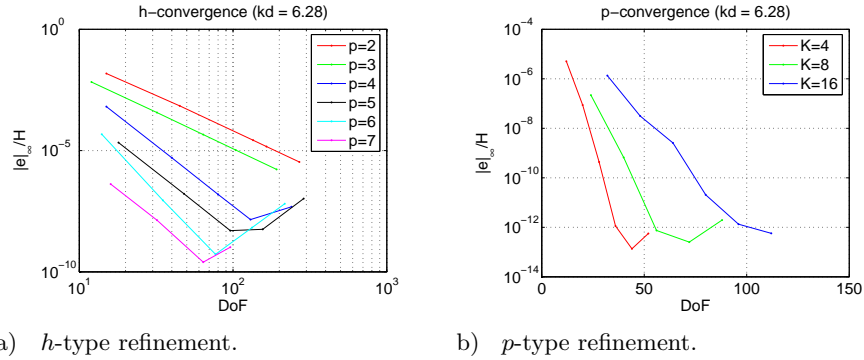 h−convergence (kd = 6.28)
10^0
10^−5
10^−10
|e|_∞/H
p=2
p=3
p=4
p=5
p=6
p=7
10^1
10^2
10^3
DoF
p−convergence (kd = 6.28)
10^−4
10^−6
10^−8
10^−10
10^−12
10^−14
|e|_∞/H
K=4
K=8
K=16
0
50
100
150
DoF
a) h-type refinement.
b) p-type refinement.